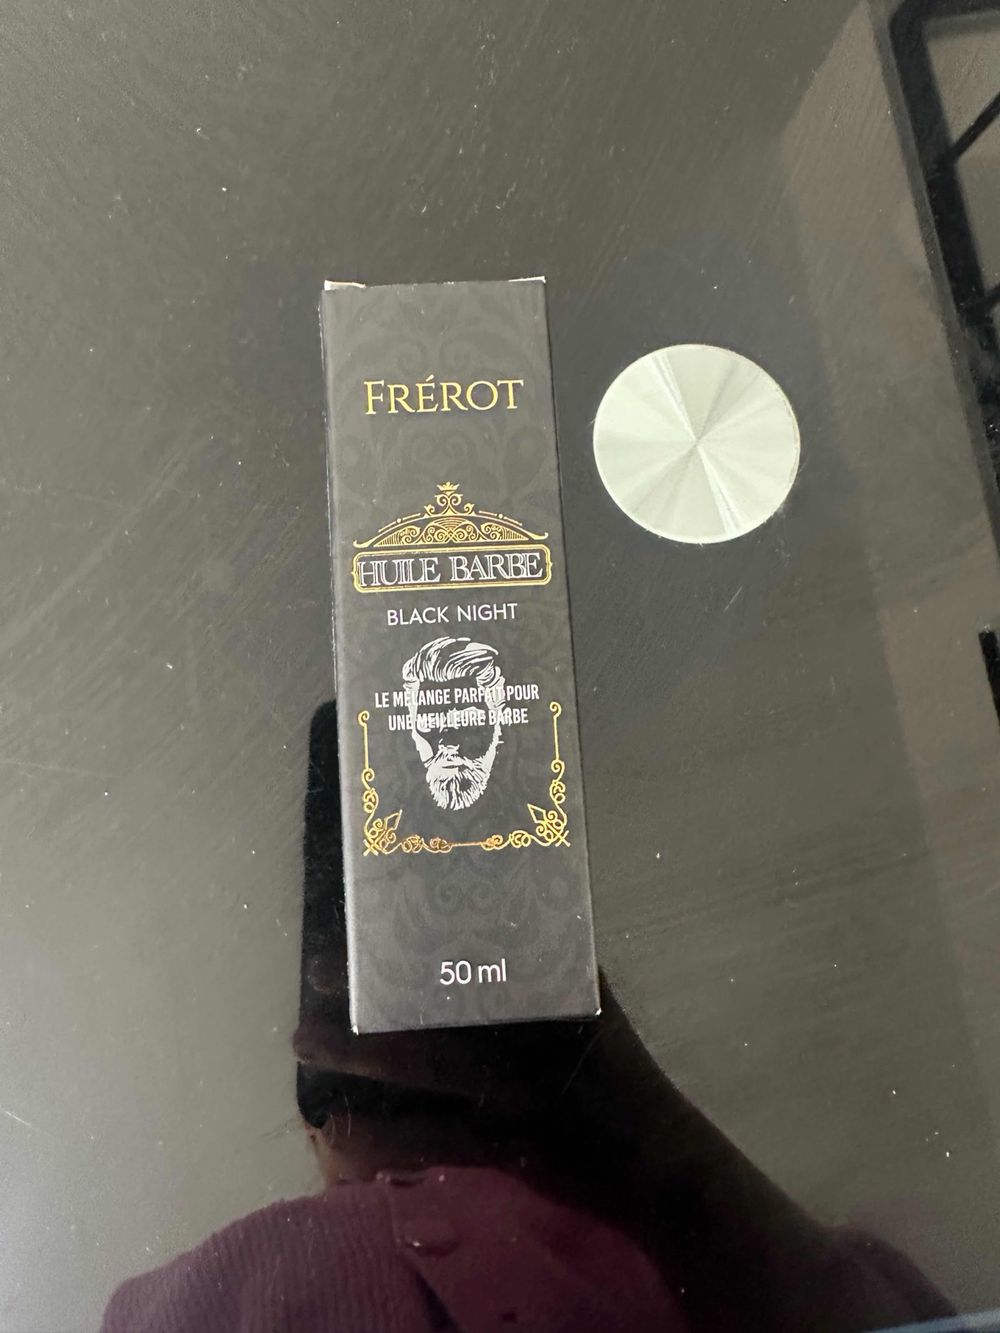 FRÉROT
HUILE BARBE
BLACK NIGHT
LE MÉLANGE PARFAIT POUR
UNE MEILLEURE BARBE
50 ml